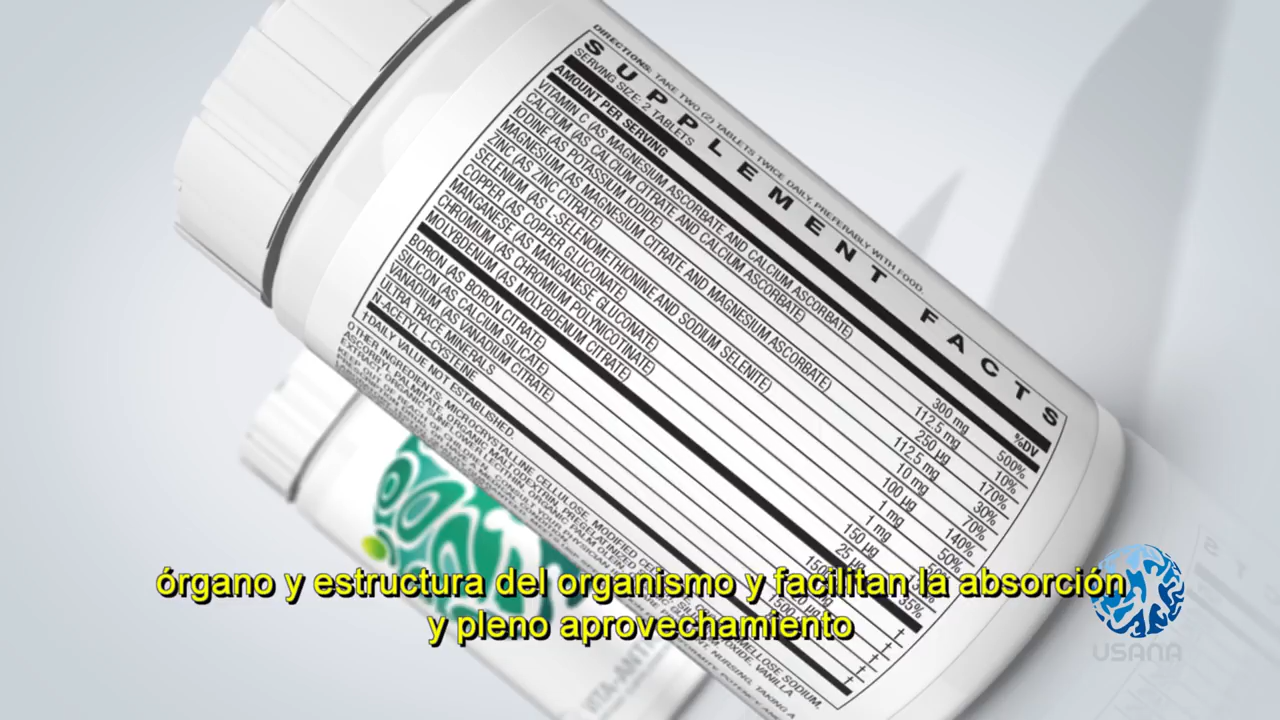 DIRECTIONS: TAKE TWO (2) TABLETS TWICE DAILY, PREFERABLY WITH FOOD.
SUPPLEMENT FACTS
SERVING SIZE: 2 TABLETS
AMOUNT PER SERVING %DV
VITAMIN C (AS MAGNESIUM ASCORBATE AND CALCIUM ASCORBATE) 300 mg 500%
CALCIUM (AS CALCIUM CITRATE AND CALCIUM ASCORBATE) 112.5 mg 10%
IODINE (AS POTASSIUM IODIDE) 250 µg 170%
MAGNESIUM (AS MAGNESIUM CITRATE AND MAGNESIUM ASCORBATE) 112.5 mg 30%
ZINC (AS ZINC CITRATE) 10 mg 70%
SELENIUM (AS L-SELENOMETHIONINE AND SODIUM SELENITE) 100 µg 140%
COPPER (AS COPPER GLUCONATE) 1 mg 50%
MANGANESE (AS MANGANESE GLUCONATE) 1 mg
CHROMIUM (AS CHROMIUM POLYNICOTINATE) 150 µg
MOLYBDENUM (AS MOLYBDENUM CITRATE) 25 µg 35%
BORON (AS BORON CITRATE) †
SILICON (AS CALCIUM SILICATE) †
VANADIUM (AS VANADIUM CITRATE) †
ULTRA TRACE MINERALS †
N-ACETYL L-CYSTEINE †
†DAILY VALUE NOT ESTABLISHED.
OTHER INGREDIENTS: MICROCRYSTALLINE CELLULOSE, MODIFIED
ASCORBYL PALMITATE, ORGANIC MALTODEXTRIN, PREGELATINIZED
órgano y estructura del organismo y facilitan la absorción
y pleno aprovechamiento
USANA